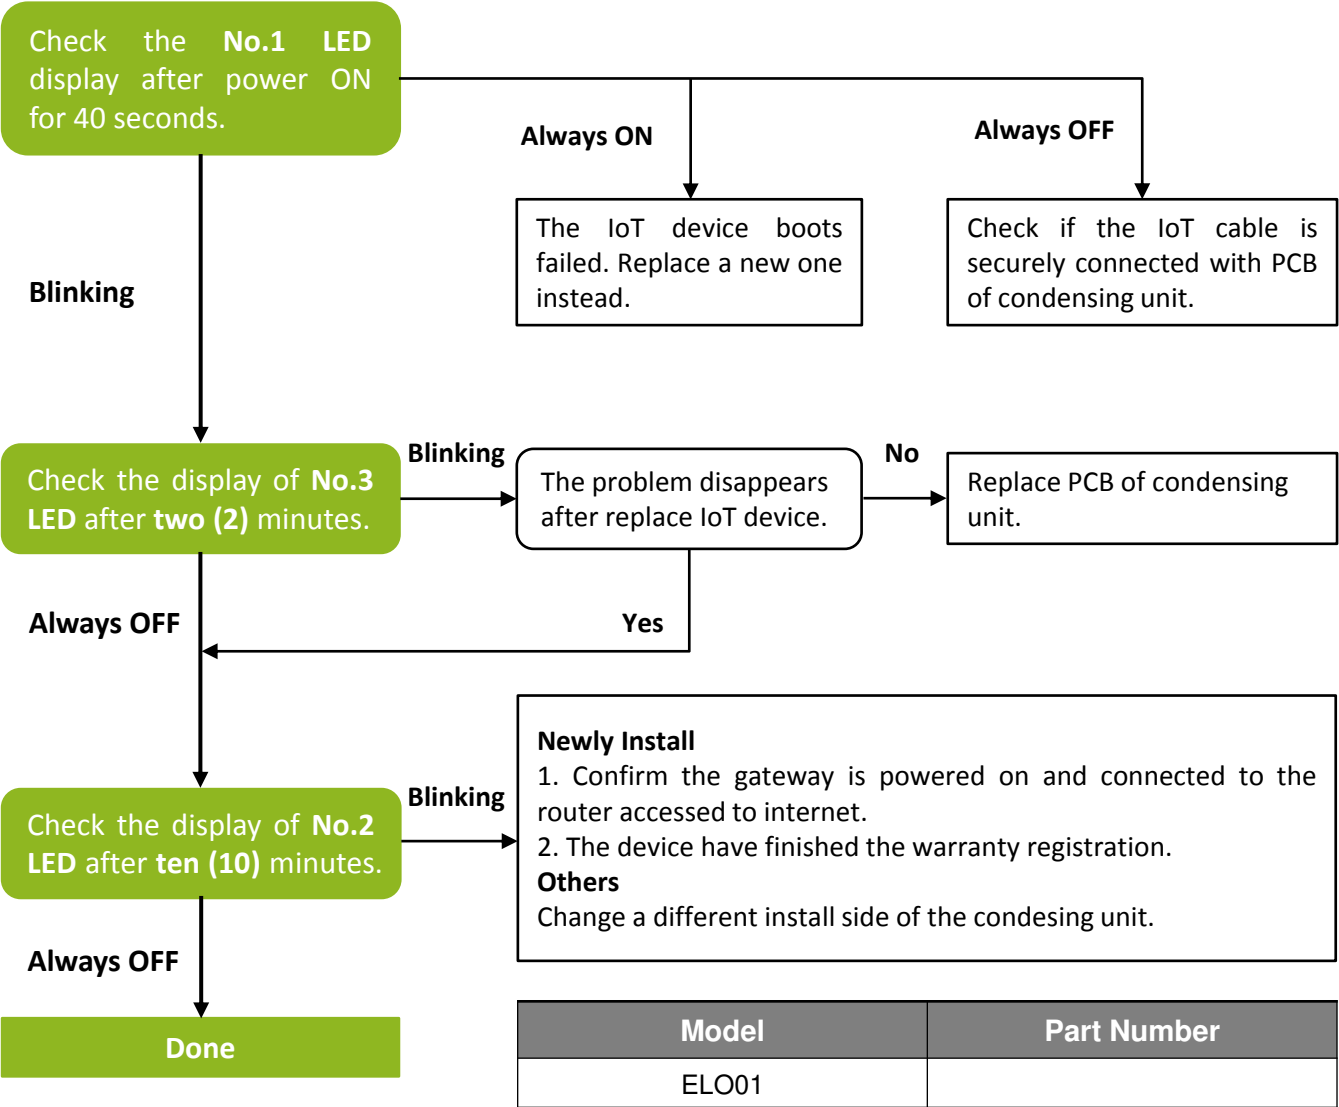 Check the No.1 LED
display after power ON
for 40 seconds.
Always ON
Always OFF
The IoT device boots
failed. Replace a new one
instead.
Check if the IoT cable is
securely connected with PCB
of condensing unit.
Blinking
Check the display of No.3
LED after two (2) minutes.
Blinking
The problem disappears
after replace IoT device.
No
Replace PCB of condensing
unit.
Always OFF
Yes
Check the display of No.2
LED after ten (10) minutes.
Blinking
Newly Install
1. Confirm the gateway is powered on and connected to the
router accessed to internet.
2. The device have finished the warranty registration.
Others
Change a different install side of the condesing unit.
Always OFF
Done
Model
Part Number
ELO01